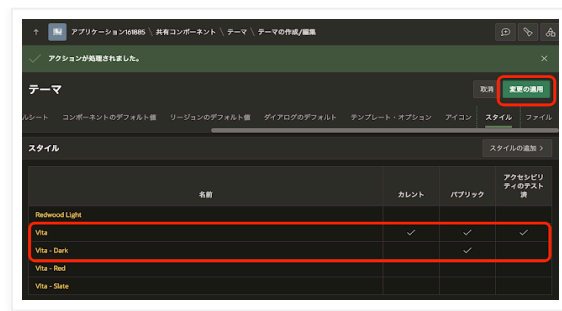 アプリケーション161885 \ 共有コンポーネント \ テーマ \ テーマの作成/編集
アクションが処理されました。
テーマ
取消
変更の適用
ルシート コンポーネントのデフォルト値 リージョンのデフォルト値 ダイアログのデフォルト テンプレート・オプション アイコン スタイル ファイル
スタイル
スタイルの追加
名前 カレント パブリック アクセシビリ
ティのテスト
済
Redwood Light
Vita
Vita - Dark
Vita - Red
Vita - Slate